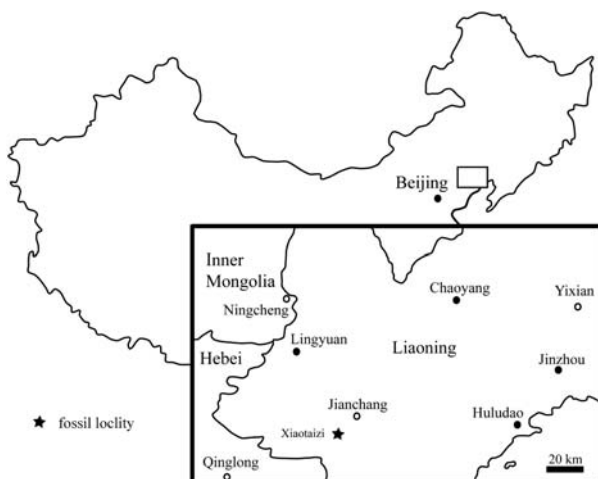 Beijing
Inner
Mongolia
Ningcheng
Chaoyang
Yixian
Hebei
Lingyuan
Liaoning
Jinzhou
Jianchang
Huludao
fossil loclity
Xiaotaizi
Qinglong
20 km